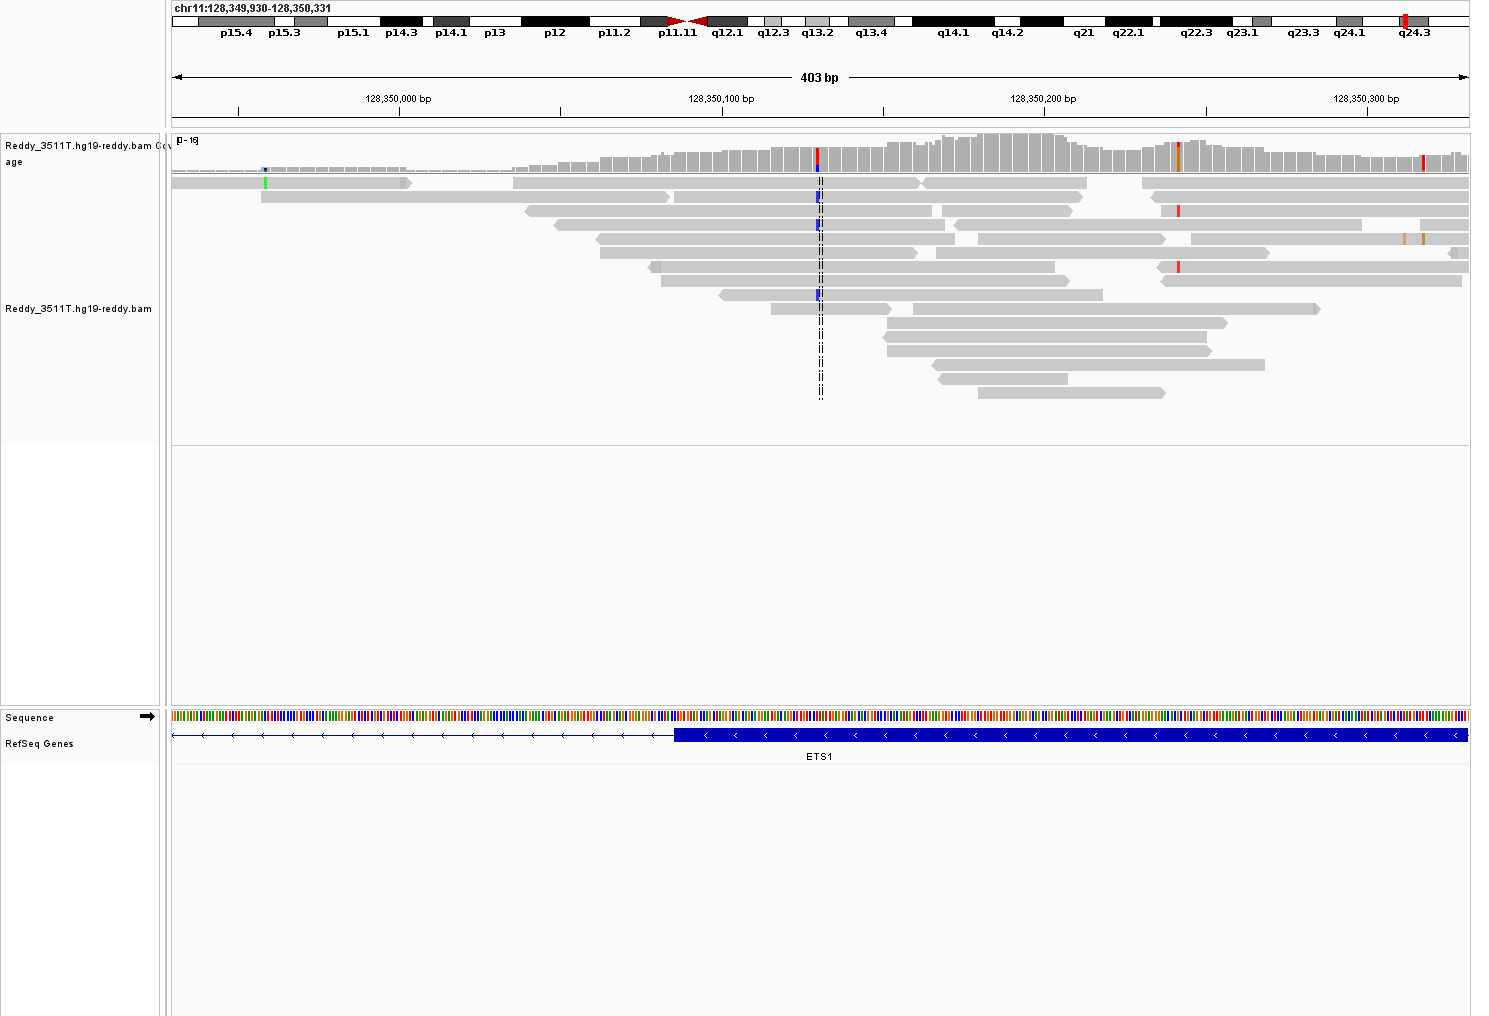 chr11:128,349,930-128,350,331
p15.4 p15.3 p15.1 p14.3 p14.1 p13 p12 p11.2 p11.11 q12.1 q12.3 q13.2 q13.4 q14.1 q14.2 q21 q22.1 q22.3 q23.1 q23.3 q24.1 q24.3
403 bp
128,350,000 bp 128,350,100 bp 128,350,200 bp 128,350,300 bp
[0 - 16]
Reddy_3511T.hg19-reddy.bam Cov
age
Reddy_3511T.hg19-reddy.bam
Sequence
RefSeq Genes
ETS1